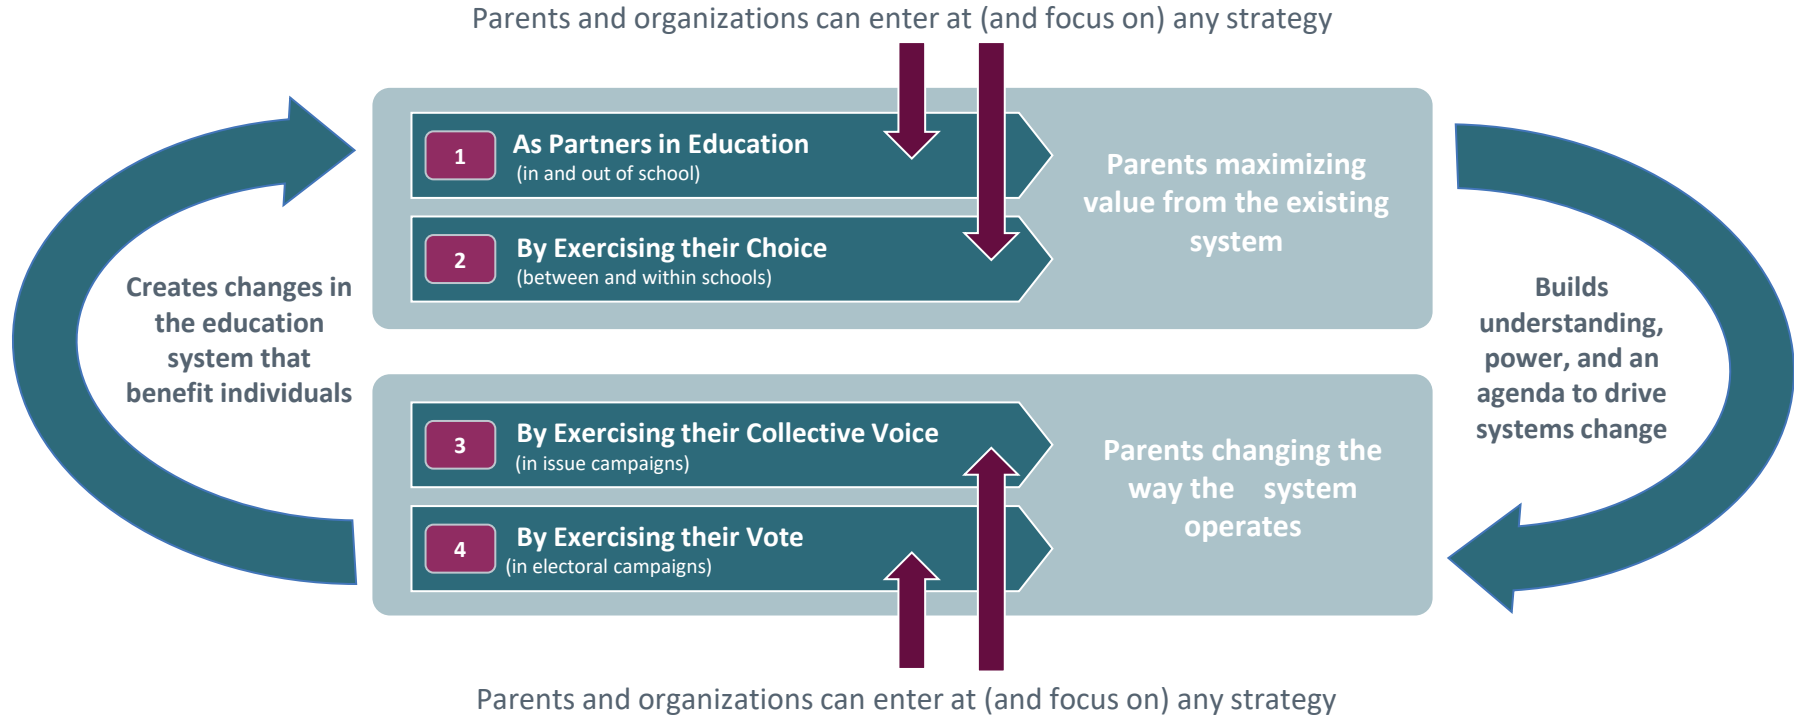 Parents and organizations can enter at (and focus on) any strategy
1
As Partners in Education
(in and out of school)
2
By Exercising their Choice
(between and within schools)
Parents maximizing
value from the existing
system
Creates changes in
the education
system that
benefit individuals
Builds
understanding,
power, and an
agenda to drive
systems change
3
By Exercising their Collective Voice
(in issue campaigns)
4
By Exercising their Vote
(in electoral campaigns)
Parents changing the
way the system
operates
Parents and organizations can enter at (and focus on) any strategy